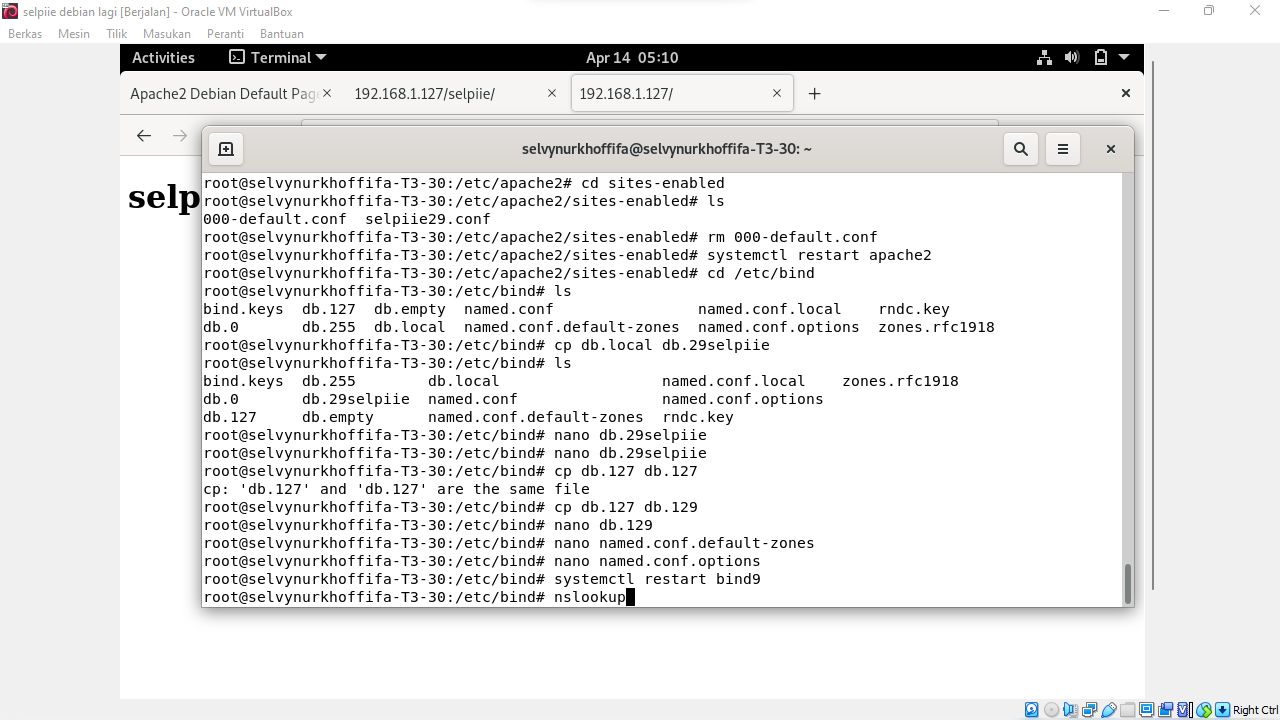 selpiie debian lagi [Berjalan] - Oracle VM VirtualBox
Berkas Mesin Tilik Masukan Peranti Bantuan
Activities Terminal Apr 14 05:10
Apache2 Debian Default Page 192.168.1.127/selpiie/ 192.168.1.127/
selvynurkhoffifa@selvynurkhoffifa-T3-30: ~
selp
root@selvynurkhoffifa-T3-30:/etc/apache2# cd sites-enabled
root@selvynurkhoffifa-T3-30:/etc/apache2/sites-enabled# ls
000-default.conf  selpiie29.conf
root@selvynurkhoffifa-T3-30:/etc/apache2/sites-enabled# rm 000-default.conf
root@selvynurkhoffifa-T3-30:/etc/apache2/sites-enabled# systemctl restart apache2
root@selvynurkhoffifa-T3-30:/etc/apache2/sites-enabled# cd /etc/bind
root@selvynurkhoffifa-T3-30:/etc/bind# ls
bind.keys  db.127  db.empty  named.conf                named.conf.local    rndc.key
db.0       db.255  db.local  named.conf.default-zones  named.conf.options  zones.rfc1918
root@selvynurkhoffifa-T3-30:/etc/bind# cp db.local db.29selpiie
root@selvynurkhoffifa-T3-30:/etc/bind# ls
bind.keys  db.255        db.local                  named.conf.local    zones.rfc1918
db.0       db.29selpiie  named.conf                named.conf.options
db.127     db.empty      named.conf.default-zones  rndc.key
root@selvynurkhoffifa-T3-30:/etc/bind# nano db.29selpiie
root@selvynurkhoffifa-T3-30:/etc/bind# nano db.29selpiie
root@selvynurkhoffifa-T3-30:/etc/bind# cp db.127 db.127
cp: 'db.127' and 'db.127' are the same file
root@selvynurkhoffifa-T3-30:/etc/bind# cp db.127 db.129
root@selvynurkhoffifa-T3-30:/etc/bind# nano db.129
root@selvynurkhoffifa-T3-30:/etc/bind# nano named.conf.default-zones
root@selvynurkhoffifa-T3-30:/etc/bind# nano named.conf.options
root@selvynurkhoffifa-T3-30:/etc/bind# systemctl restart bind9
root@selvynurkhoffifa-T3-30:/etc/bind# nslookup
Right Ctrl